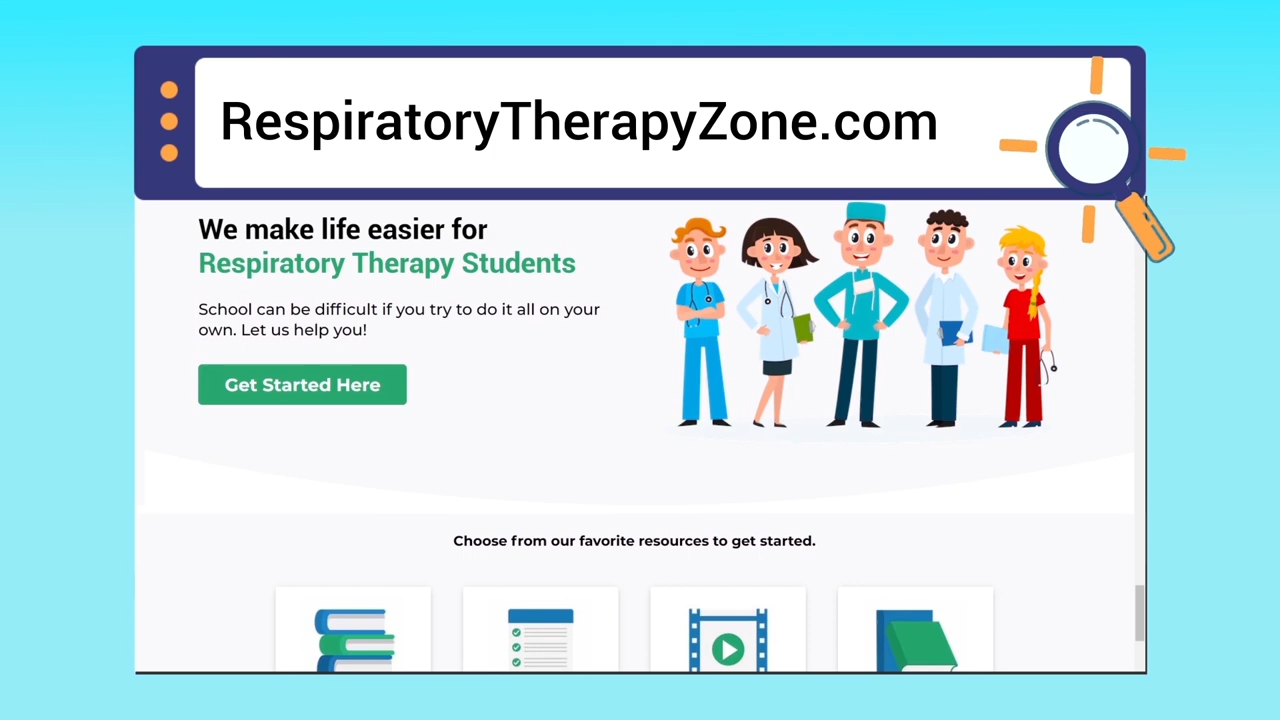 RespiratoryTherapyZone.com
We make life easier for
Respiratory Therapy Students
School can be difficult if you try to do it all on your
own. Let us help you!
Get Started Here
Choose from our favorite resources to get started.